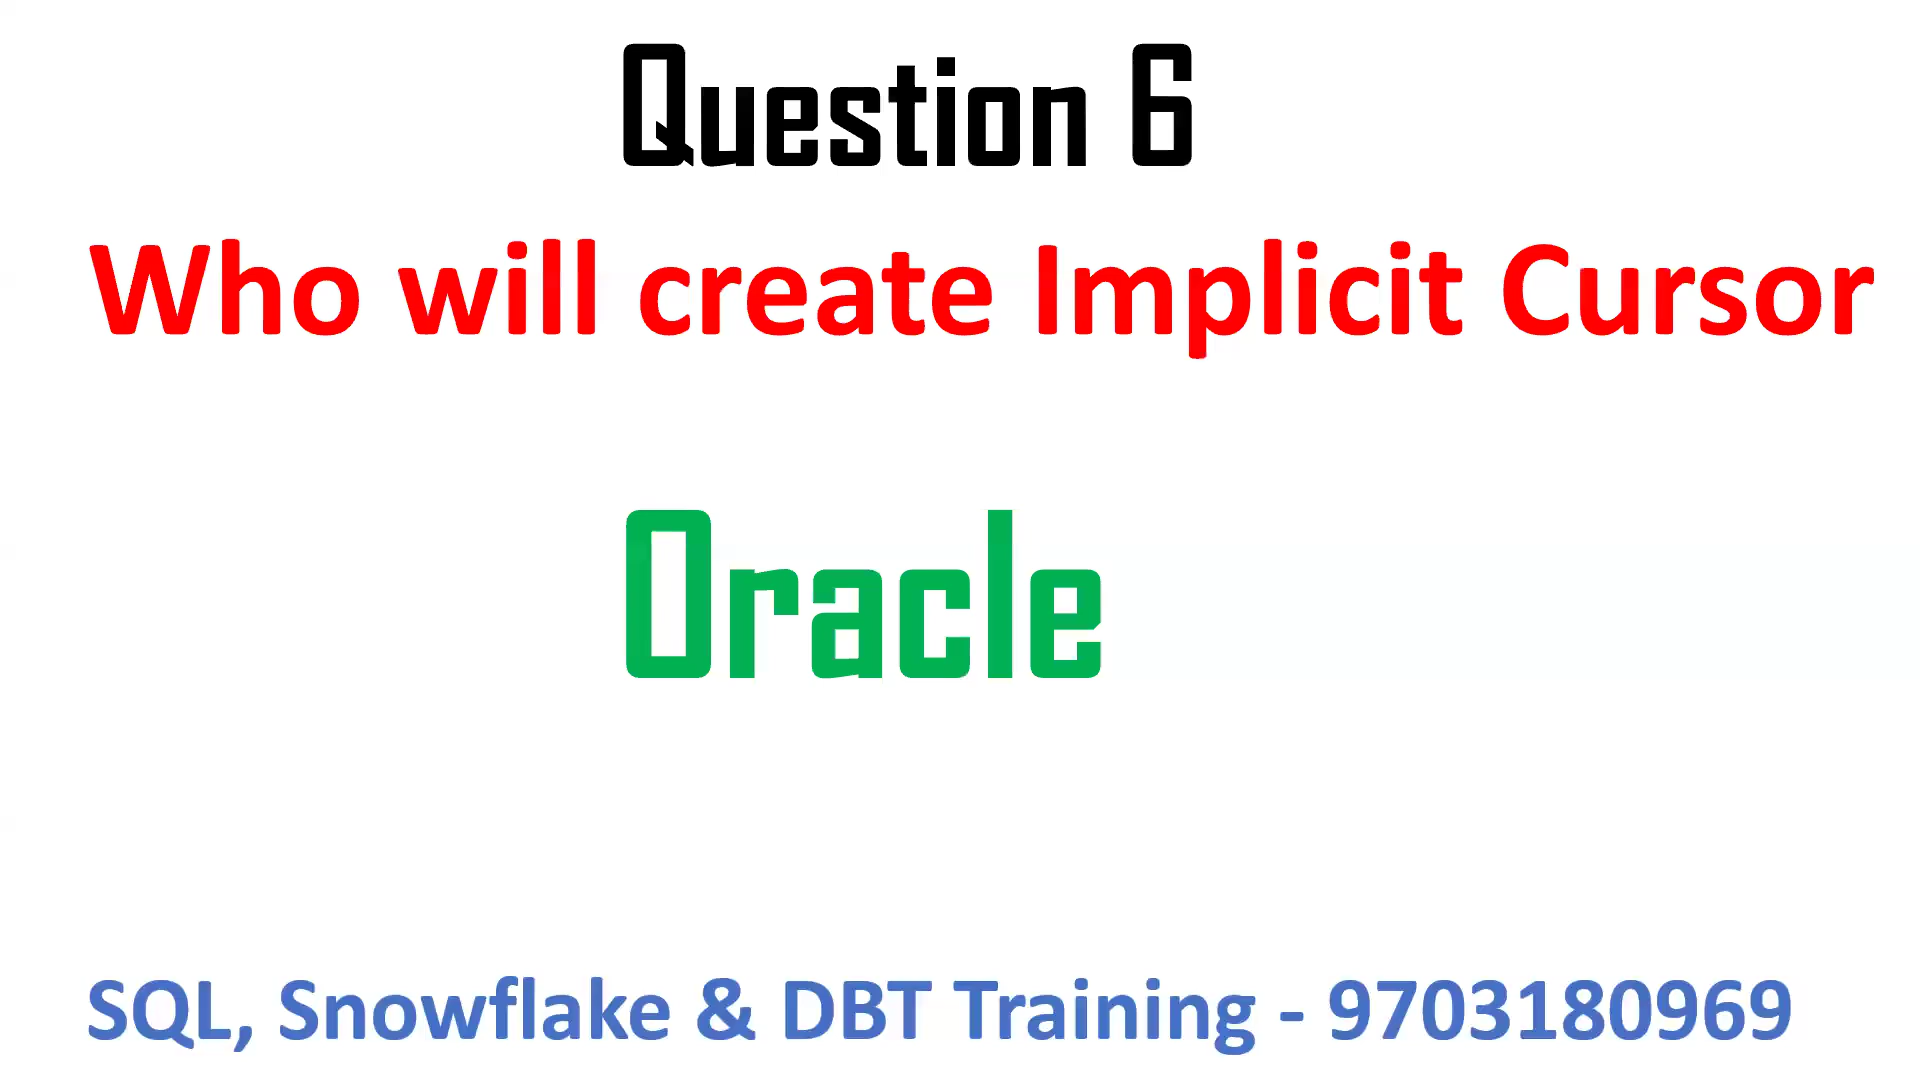 Question 6
Who will create Implicit Cursor
Oracle
SQL, Snowflake & DBT Training - 9703180969